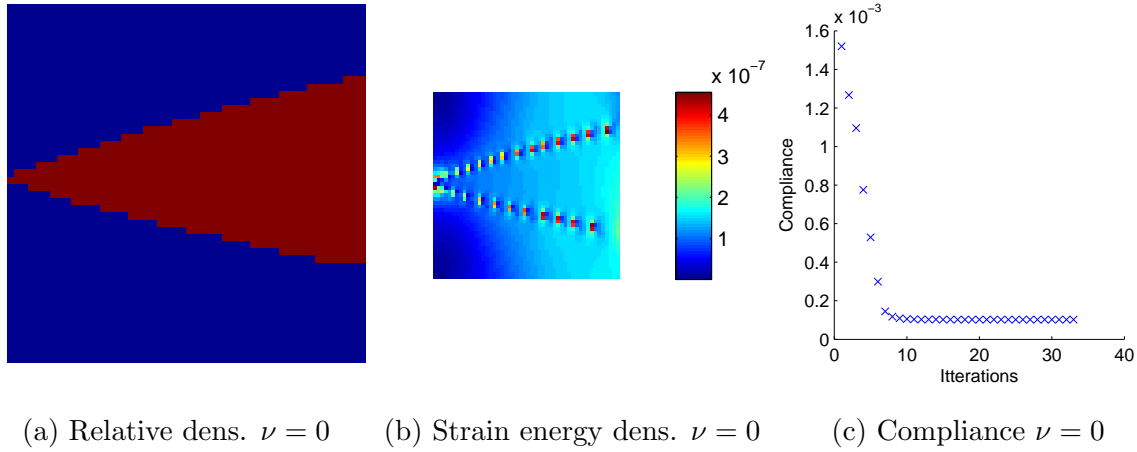 x 10⁻⁷
4
3
2
1
x 10⁻³
1.6
1.4
1.2
1
0.8
0.6
0.4
0.2
0
Compliance
0 10 20 30 40
Itterations
(a) Relative dens. ν = 0
(b) Strain energy dens. ν = 0
(c) Compliance ν = 0